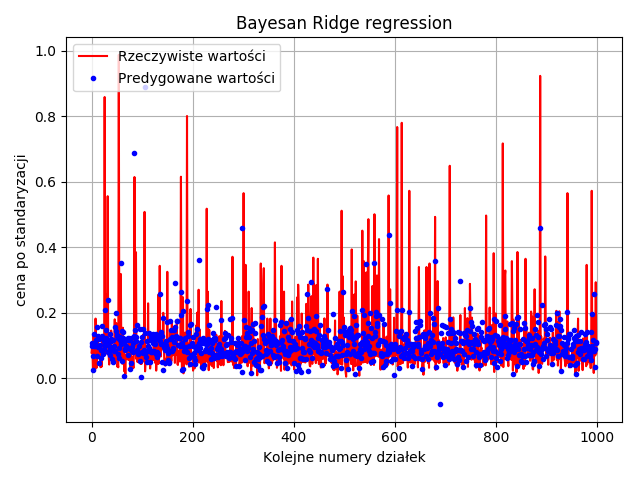 Bayesan Ridge regression
Rzeczywiste wartości
Predygowane wartości
cena po standaryzacji
1.0
0.8
0.6
0.4
0.2
0.0
0
200
400
600
800
1000
Kolejne numery działek